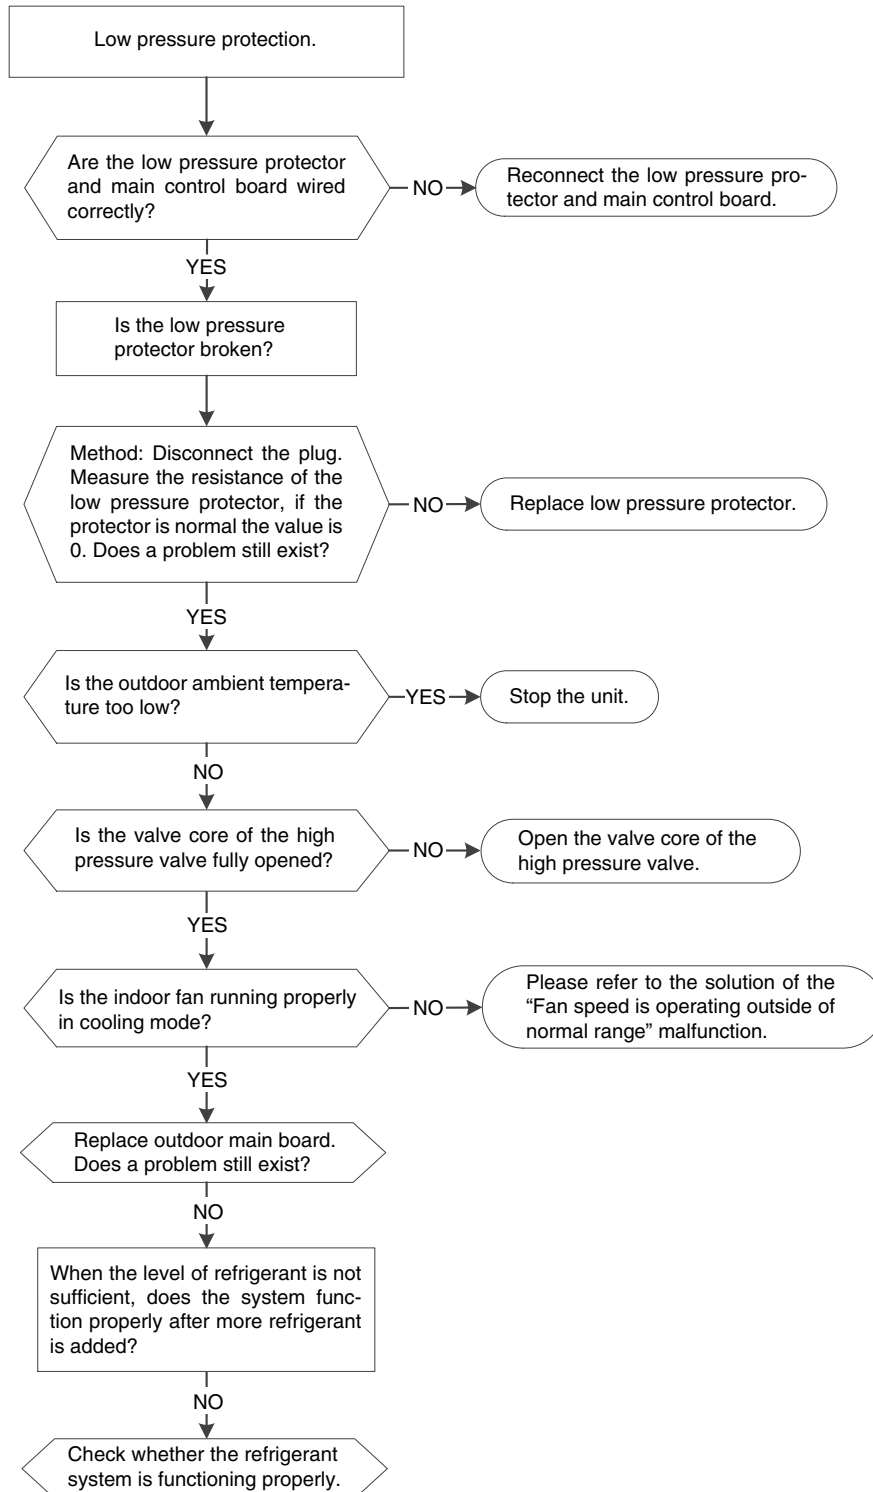 Low pressure protection.
Are the low pressure protector
and main control board wired
correctly?
NO
Reconnect the low pressure pro-
tector and main control board.
YES
Is the low pressure
protector broken?
Method: Disconnect the plug.
Measure the resistance of the
low pressure protector, if the
protector is normal the value is
0. Does a problem still exist?
NO
Replace low pressure protector.
YES
Is the outdoor ambient tempera-
ture too low?
YES
Stop the unit.
NO
Is the valve core of the high
pressure valve fully opened?
NO
Open the valve core of the
high pressure valve.
YES
Is the indoor fan running properly
in cooling mode?
NO
Please refer to the solution of the
“Fan speed is operating outside of
normal range” malfunction.
YES
Replace outdoor main board.
Does a problem still exist?
NO
When the level of refrigerant is not
sufficient, does the system func-
tion properly after more refrigerant
is added?
NO
Check whether the refrigerant
system is functioning properly.